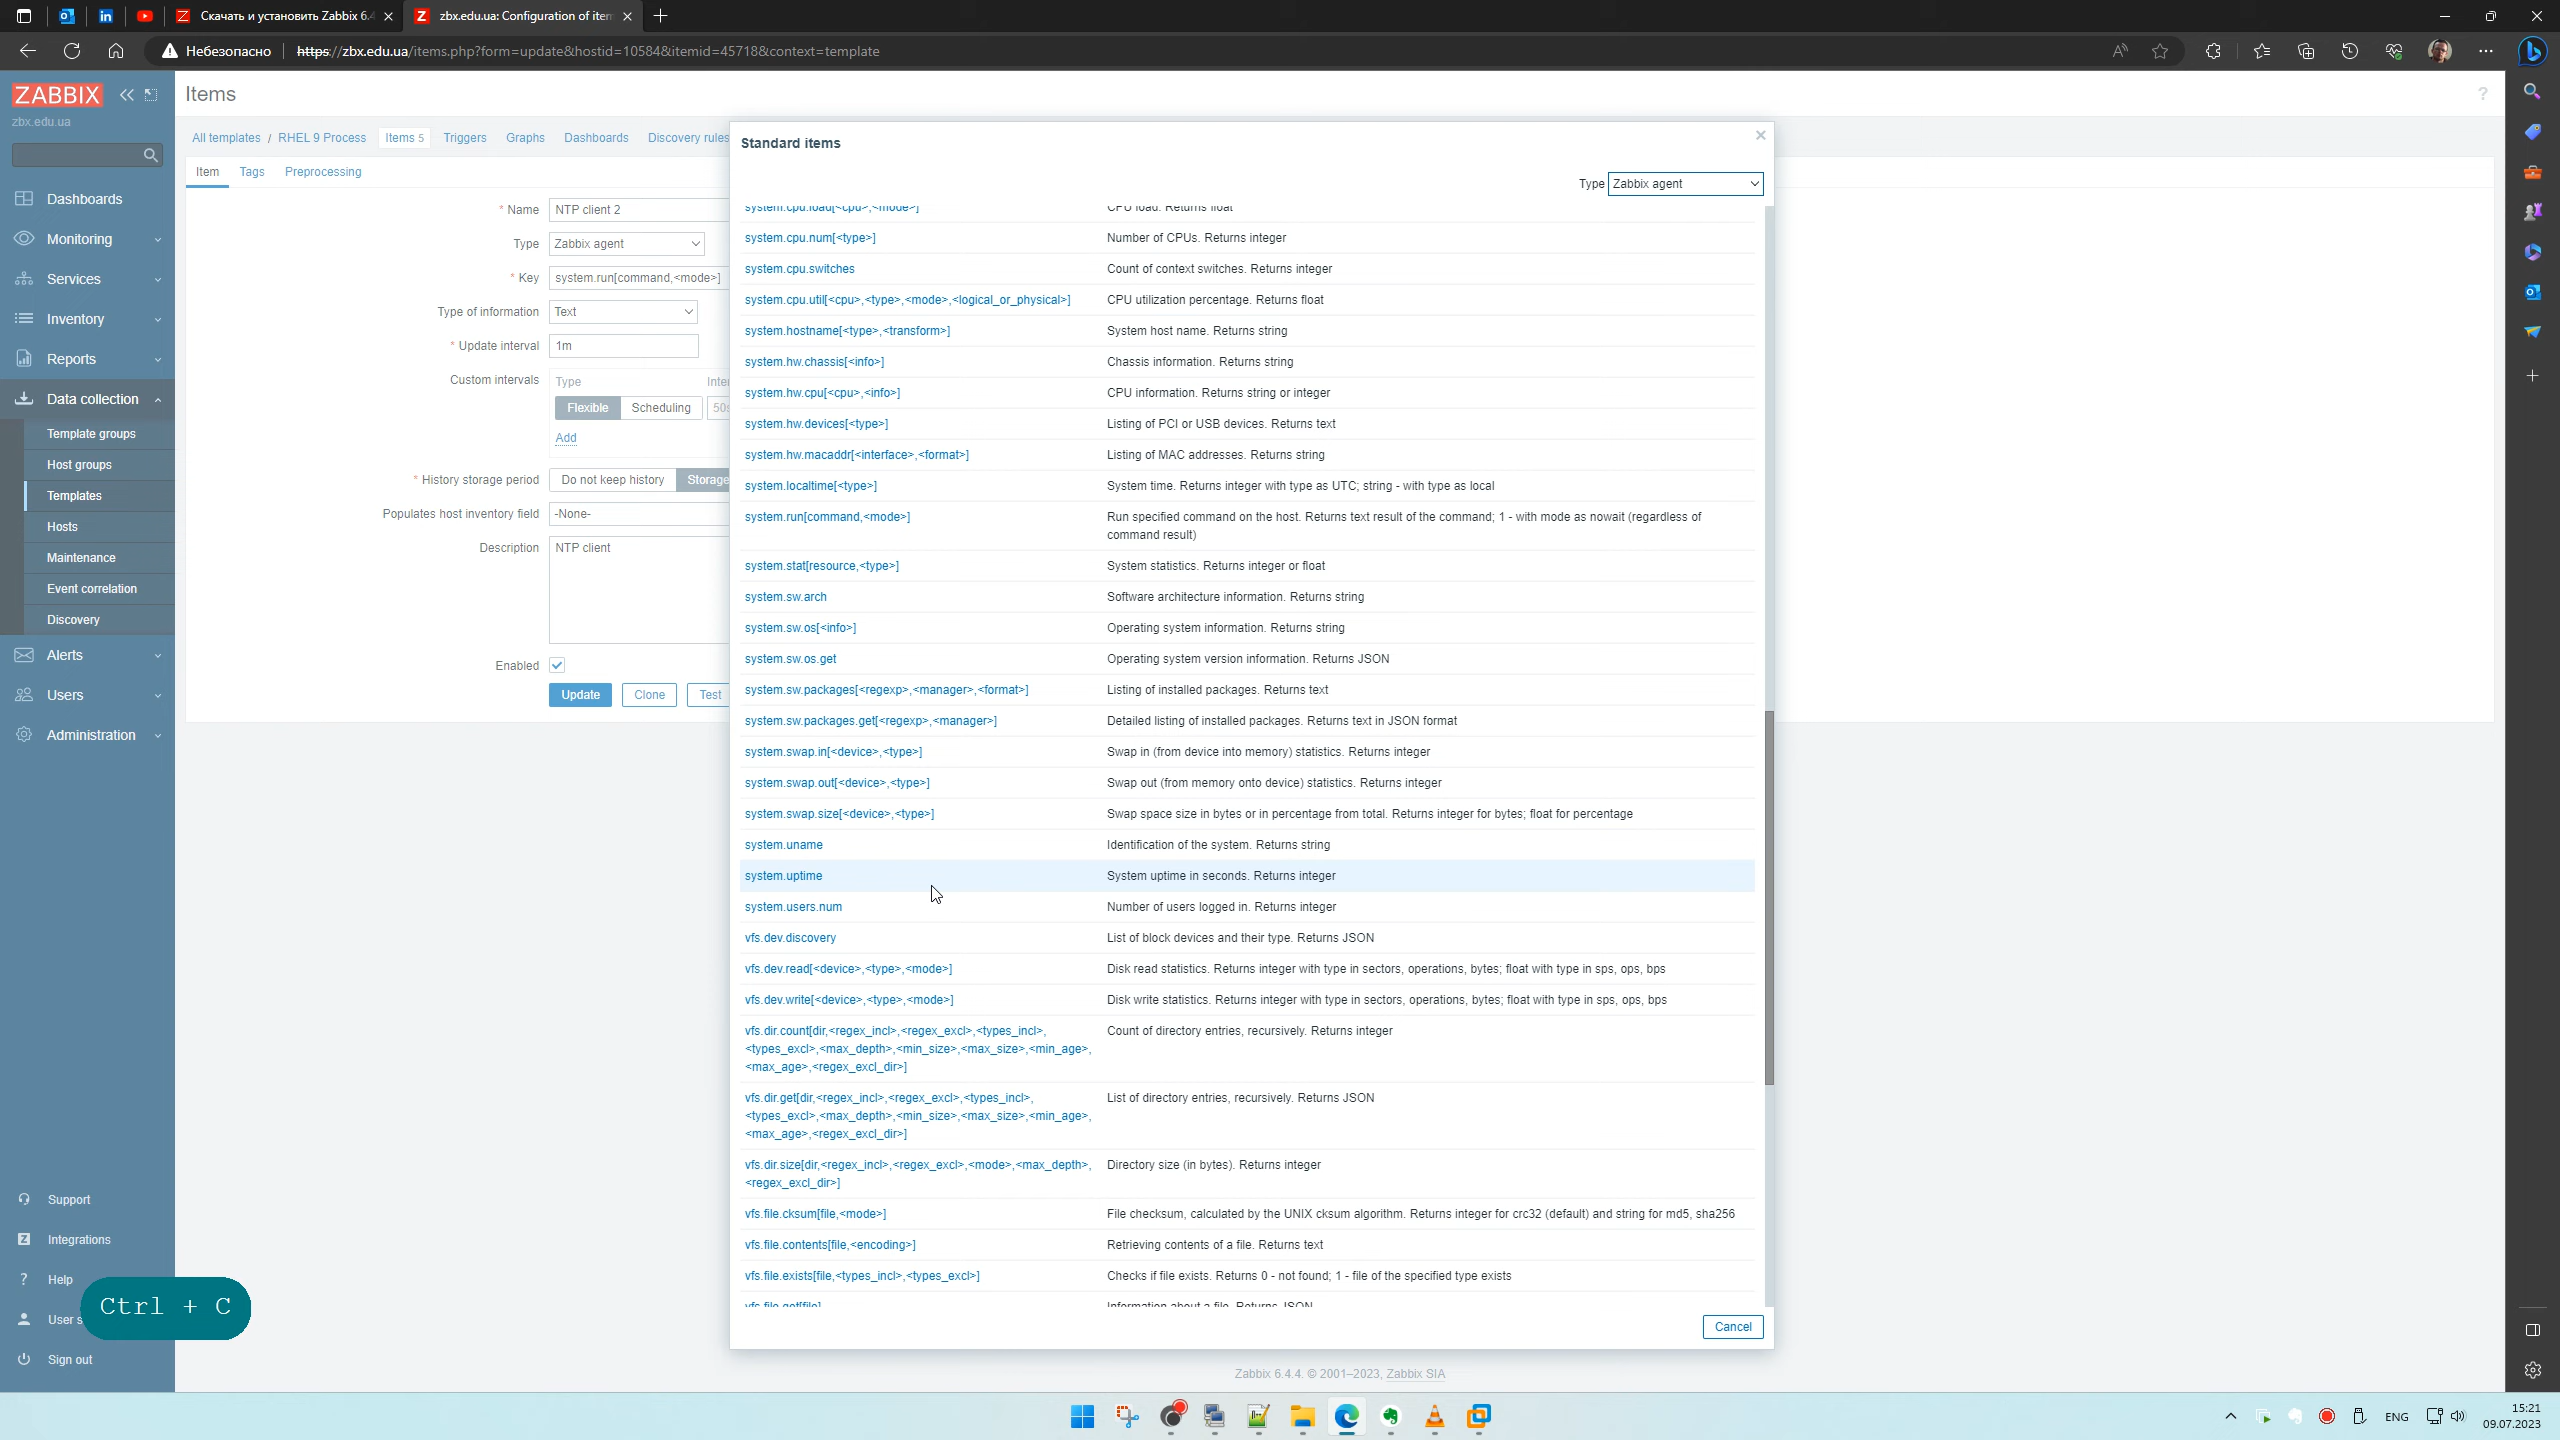 Скачать и установить Zabbix 6.4
zbx.edu.ua: Configuration of item
Небезопасно
https://zbx.edu.ua/items.php?form=update&hostid=10584&itemid=45718&context=template
ZABBIX
zbx.edu.ua
Dashboards
Monitoring
Services
Inventory
Reports
Data collection
Template groups
Host groups
Templates
Hosts
Maintenance
Event correlation
Discovery
Alerts
Users
Administration
Support
Integrations
Help
User s
Sign out
Ctrl + C
Items
?
All templates / RHEL 9 Process Items 5 Triggers Graphs Dashboards Discovery rules
Item Tags Preprocessing
* Name NTP client 2
Type Zabbix agent
* Key system.run[command,<mode>]
Type of information Text
* Update interval 1m
Custom intervals Type Inter
Flexible Scheduling 50s
Add
* History storage period Do not keep history Storage
Populates host inventory field -None-
Description NTP client
Enabled
Update Clone Test
Standard items
Type Zabbix agent
system.cpu.load[<cpu>,<mode>] CPU load. Returns float
system.cpu.num[<type>] Number of CPUs. Returns integer
system.cpu.switches Count of context switches. Returns integer
system.cpu.util[<cpu>,<type>,<mode>,<logical_or_physical>] CPU utilization percentage. Returns float
system.hostname[<type>,<transform>] System host name. Returns string
system.hw.chassis[<info>] Chassis information. Returns string
system.hw.cpu[<cpu>,<info>] CPU information. Returns string or integer
system.hw.devices[<type>] Listing of PCI or USB devices. Returns text
system.hw.macaddr[<interface>,<format>] Listing of MAC addresses. Returns string
system.localtime[<type>] System time. Returns integer with type as UTC; string - with type as local
system.run[command,<mode>] Run specified command on the host. Returns text result of the command; 1 - with mode as nowait (regardless of
command result)
system.stat[resource,<type>] System statistics. Returns integer or float
system.sw.arch Software architecture information. Returns string
system.sw.os[<info>] Operating system information. Returns string
system.sw.os.get Operating system version information. Returns JSON
system.sw.packages[<regexp>,<manager>,<format>] Listing of installed packages. Returns text
system.sw.packages.get[<regexp>,<manager>] Detailed listing of installed packages. Returns text in JSON format
system.swap.in[<device>,<type>] Swap in (from device into memory) statistics. Returns integer
system.swap.out[<device>,<type>] Swap out (from memory onto device) statistics. Returns integer
system.swap.size[<device>,<type>] Swap space size in bytes or in percentage from total. Returns integer for bytes; float for percentage
system.uname Identification of the system. Returns string
system.uptime System uptime in seconds. Returns integer
system.users.num Number of users logged in. Returns integer
vfs.dev.discovery List of block devices and their type. Returns JSON
vfs.dev.read[<device>,<type>,<mode>] Disk read statistics. Returns integer with type in sectors, operations, bytes; float with type in sps, ops, bps
vfs.dev.write[<device>,<type>,<mode>] Disk write statistics. Returns integer with type in sectors, operations, bytes; float with type in sps, ops, bps
vfs.dir.count[dir,<regex_incl>,<regex_excl>,<types_incl>, Count of directory entries, recursively. Returns integer
<types_excl>,<max_depth>,<min_size>,<max_size>,<min_age>,
<max_age>,<regex_excl_dir>]
vfs.dir.get[dir,<regex_incl>,<regex_excl>,<types_incl>, List of directory entries, recursively. Returns JSON
<types_excl>,<max_depth>,<min_size>,<max_size>,<min_age>,
<max_age>,<regex_excl_dir>]
vfs.dir.size[dir,<regex_incl>,<regex_excl>,<mode>,<max_depth>, Directory size (in bytes). Returns integer
<regex_excl_dir>]
vfs.file.cksum[file,<mode>] File checksum, calculated by the UNIX cksum algorithm. Returns integer for crc32 (default) and string for md5, sha256
vfs.file.contents[file,<encoding>] Retrieving contents of a file. Returns text
vfs.file.exists[file,<types_incl>,<types_excl>] Checks if file exists. Returns 0 - not found; 1 - file of the specified type exists
vfs.file.get[file] Information about a file. Returns JSON
Cancel
Zabbix 6.4.4. © 2001–2023, Zabbix SIA
ENG
15:21
09.07.2023